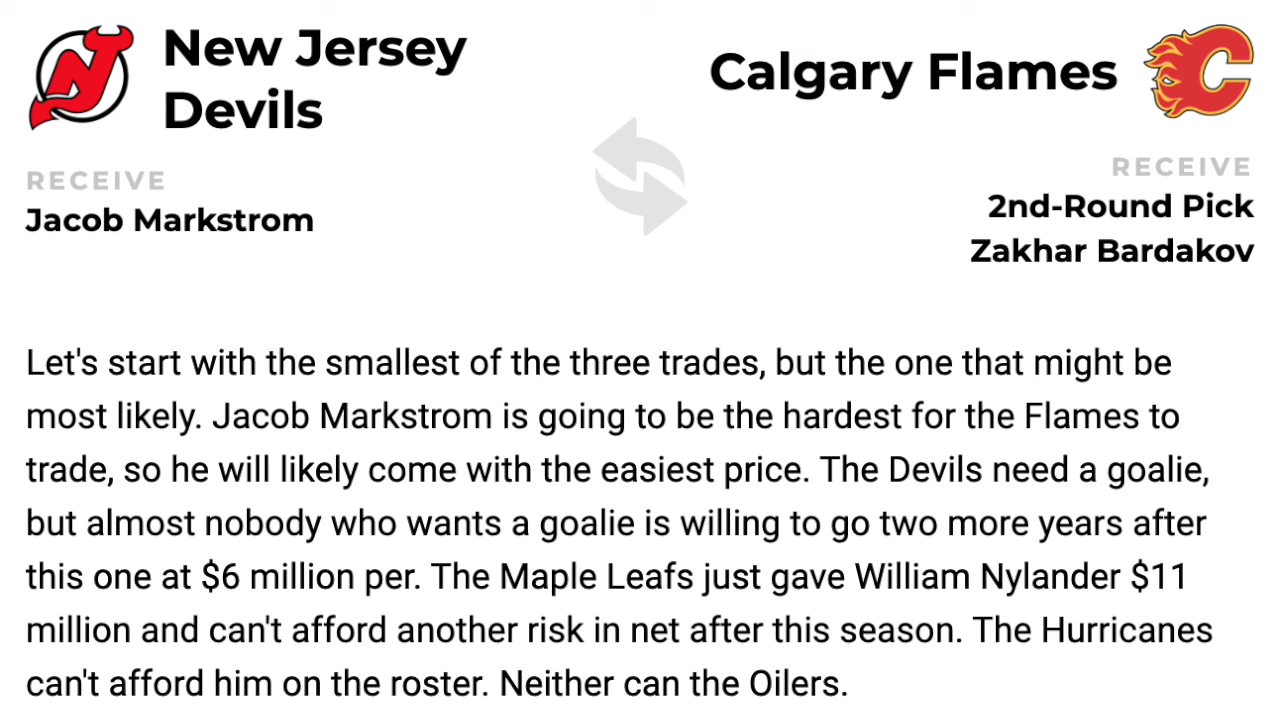 New Jersey
Devils
RECEIVE
Jacob Markstrom
Calgary Flames
RECEIVE
2nd-Round Pick
Zakhar Bardakov
Let's start with the smallest of the three trades, but the one that might be
most likely. Jacob Markstrom is going to be the hardest for the Flames to
trade, so he will likely come with the easiest price. The Devils need a goalie,
but almost nobody who wants a goalie is willing to go two more years after
this one at $6 million per. The Maple Leafs just gave William Nylander $11
million and can't afford another risk in net after this season. The Hurricanes
can't afford him on the roster. Neither can the Oilers.